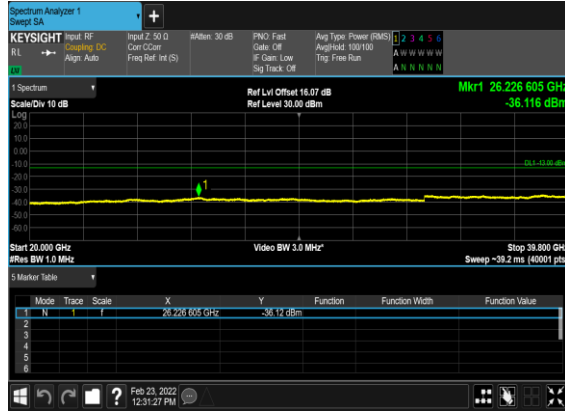 Spectrum Analyzer 1
Swept SA
+
KEYSIGHT Input: RF Input Z: 50 Ω #Atten: 30 dB PNO: Fast Avg Type: Power (RMS) 1 2 3 4 5 6
RL Coupling: DC Corr CCorr Gate: Off Avg|Hold: 100/100 A W W W W W
Align: Auto Freq Ref: Int (S) IF Gain: Low Trig: Free Run
Sig Track: Off A N N N N N
1 Spectrum Ref Lvl Offset 16.07 dB Mkr1 26.226 605 GHz
Scale/Div 10 dB Ref Level 30.00 dBm -36.116 dBm
Log
20.0
10.0
0.00
-10.0
DL1 -13.00 dBm
-20.0
1
-30.0
-40.0
-50.0
-60.0
Start 20.000 GHz Video BW 3.0 MHz* Stop 39.800 GHz
#Res BW 1.0 MHz Sweep ~39.2 ms (40001 pts)
5 Marker Table
Mode Trace Scale X Y Function Function Width Function Value
1 N 1 f 26.226 605 GHz -36.12 dBm
2
3
4
5
6
? Feb 23, 2022
12:31:27 PM